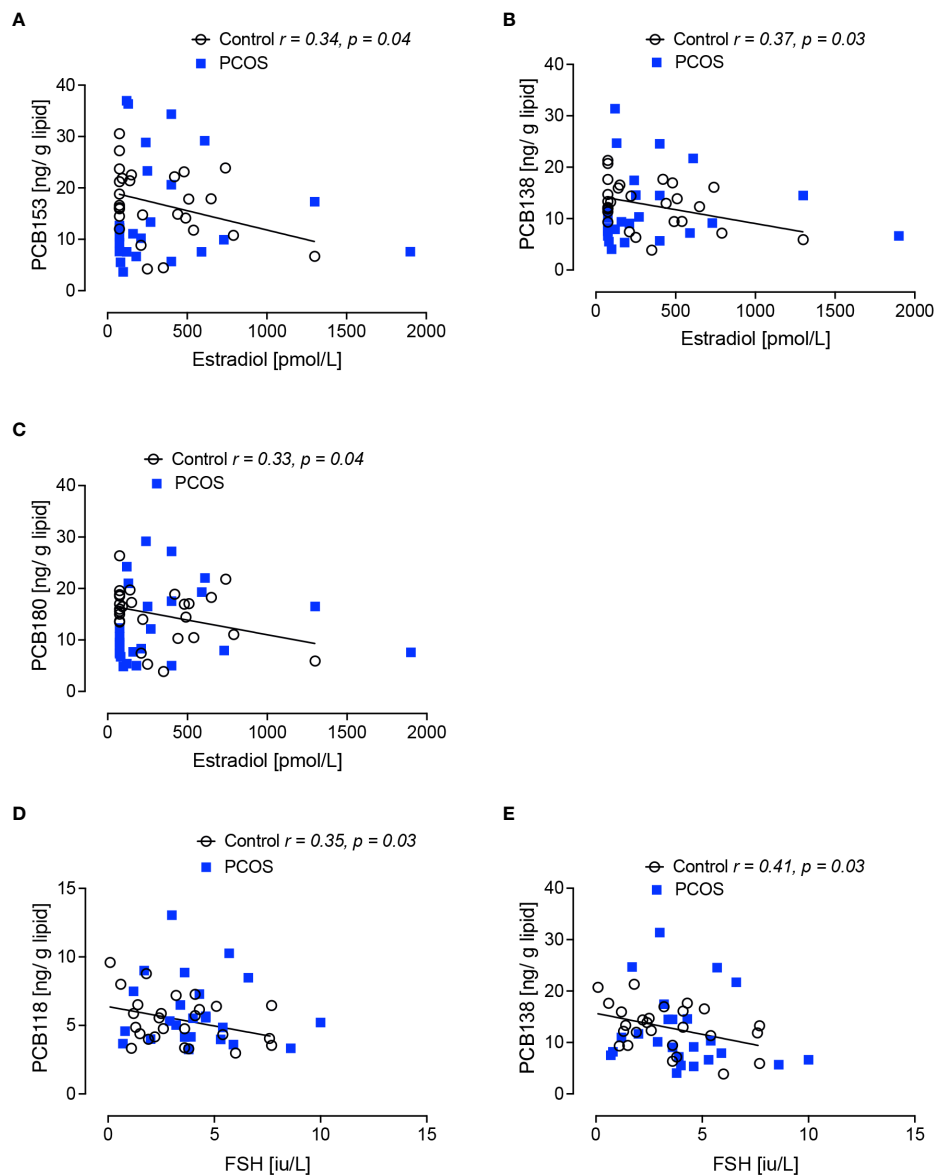 A
Control r = 0.34, p = 0.04
PCOS
PCB153 [ng/ g lipid]
40
30
20
10
0
0 500 1000 1500 2000
Estradiol [pmol/L]
B
Control r = 0.37, p = 0.03
PCOS
PCB138 [ng/ g lipid]
40
30
20
10
0
0 500 1000 1500 2000
Estradiol [pmol/L]
C
Control r = 0.33, p = 0.04
PCOS
PCB180 [ng/ g lipid]
40
30
20
10
0
0 500 1000 1500 2000
Estradiol [pmol/L]
D
Control r = 0.35, p = 0.03
PCOS
PCB118 [ng/ g lipid]
15
10
5
0
0 5 10 15
FSH [iu/L]
E
Control r = 0.41, p = 0.03
PCOS
PCB138 [ng/ g lipid]
40
30
20
10
0
0 5 10 15
FSH [iu/L]